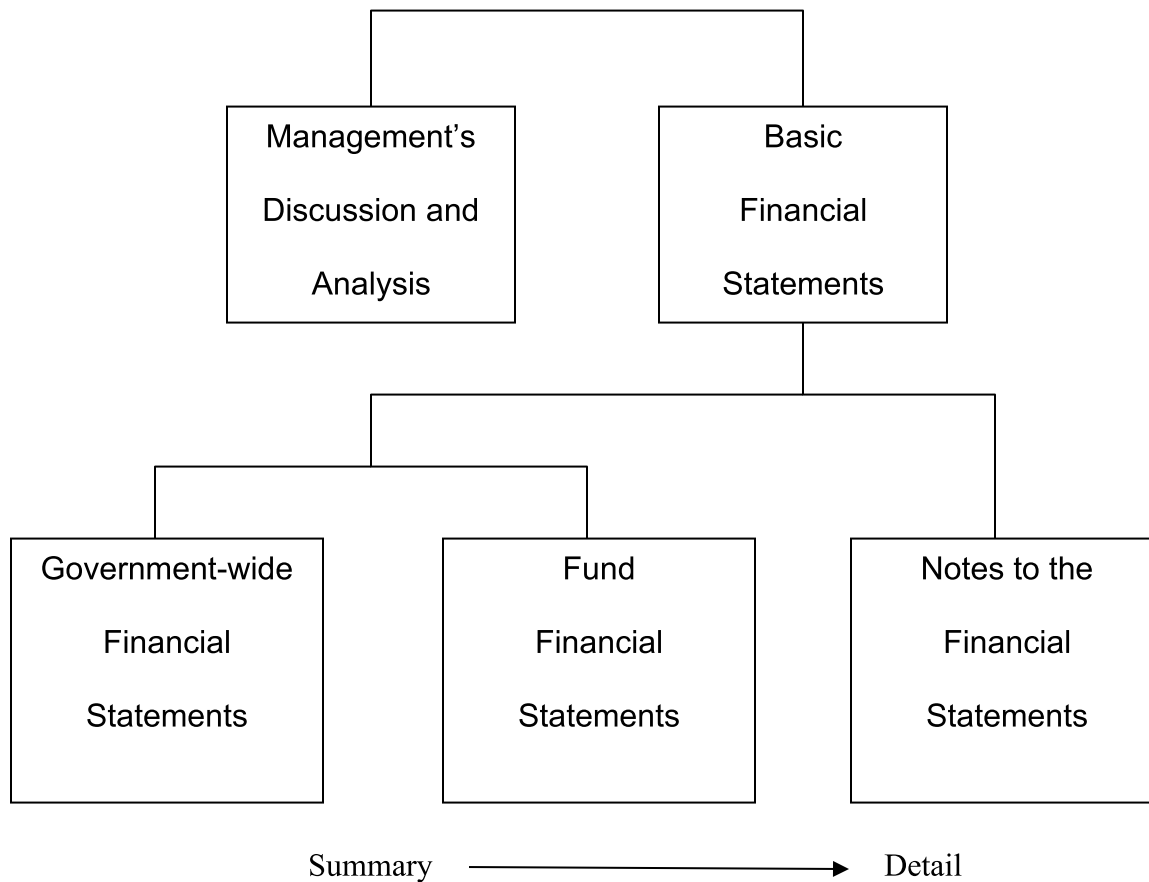 Management’s
Discussion and
Analysis
Basic
Financial
Statements
Government-wide
Financial
Statements
Fund
Financial
Statements
Notes to the
Financial
Statements
Summary
Detail